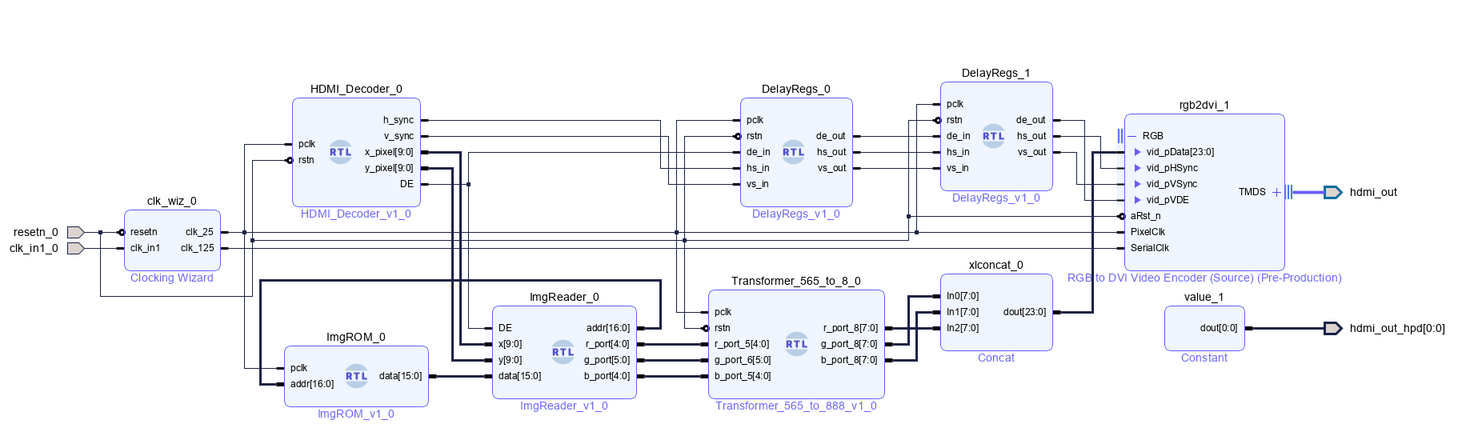 resetn_0
clk_in1_0
clk_wiz_0
resetn
clk_in1
clk_25
clk_125
Clocking Wizard
HDMI_Decoder_0
pclk
rstn
RTL
h_sync
v_sync
x_pixel[9:0]
y_pixel[9:0]
DE
HDMI_Decoder_v1_0
ImgROM_0
pclk
addr[16:0]
RTL
data[15:0]
ImgROM_v1_0
ImgReader_0
DE
x[9:0]
y[9:0]
data[15:0]
RTL
addr[16:0]
r_port[4:0]
g_port[5:0]
b_port[4:0]
ImgReader_v1_0
DelayRegs_0
pclk
rstn
de_in
hs_in
vs_in
RTL
de_out
hs_out
vs_out
DelayRegs_v1_0
Transformer_565_to_8_0
pclk
rstn
r_port_5[4:0]
g_port_6[5:0]
b_port_5[4:0]
RTL
r_port_8[7:0]
g_port_8[7:0]
b_port_8[7:0]
Transformer_565_to_888_v1_0
DelayRegs_1
pclk
rstn
de_in
hs_in
vs_in
RTL
de_out
hs_out
vs_out
DelayRegs_v1_0
xlconcat_0
In0[7:0]
In1[7:0]
In2[7:0]
dout[23:0]
Concat
rgb2dvi_1
RGB
vid_pData[23:0]
vid_pHSync
vid_pVSync
vid_pVDE
aRst_n
PixelClk
SerialClk
TMDS
RGB to DVI Video Encoder (Source) (Pre-Production)
value_1
dout[0:0]
Constant
hdmi_out
hdmi_out_hpd[0:0]